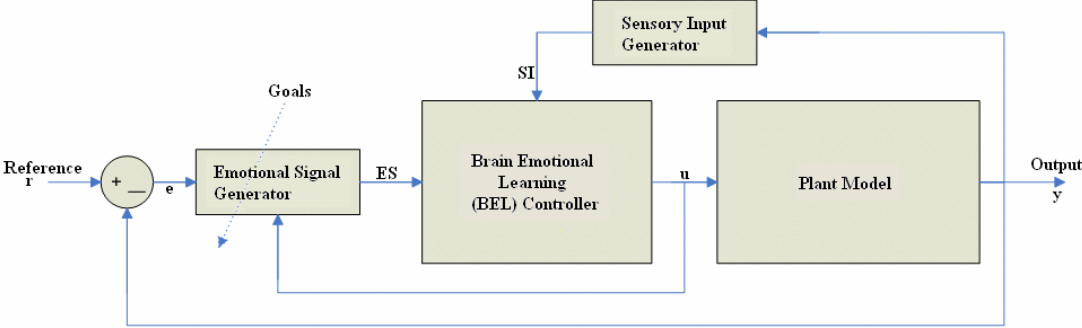 Sensory Input
Generator
SI
Goals
Reference
r
+ _
e
Emotional Signal
Generator
ES
Brain Emotional
Learning
(BEL) Controller
u
Plant Model
Output
y